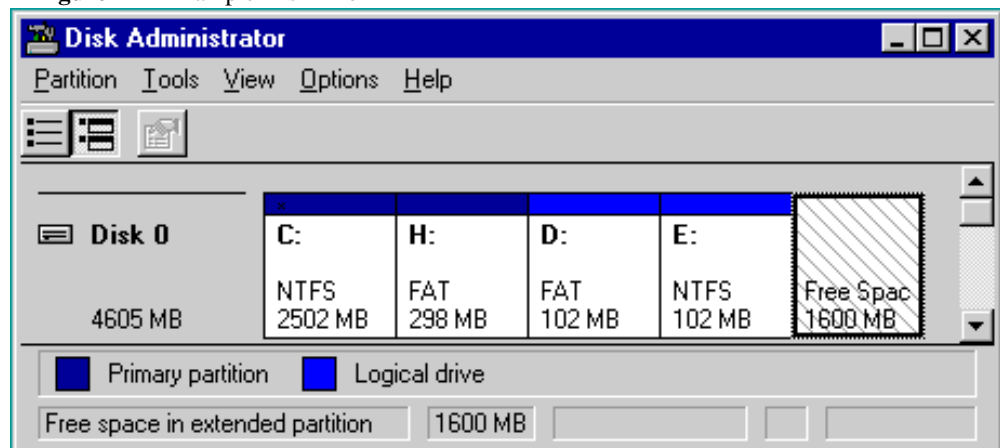 Disk Administrator
Partition Tools View Options Help
Disk 0
4605 MB
C:
NTFS
2502 MB
H:
FAT
298 MB
D:
FAT
102 MB
E:
NTFS
102 MB
Free Spac
1600 MB
Primary partition
Logical drive
Free space in extended partition
1600 MB